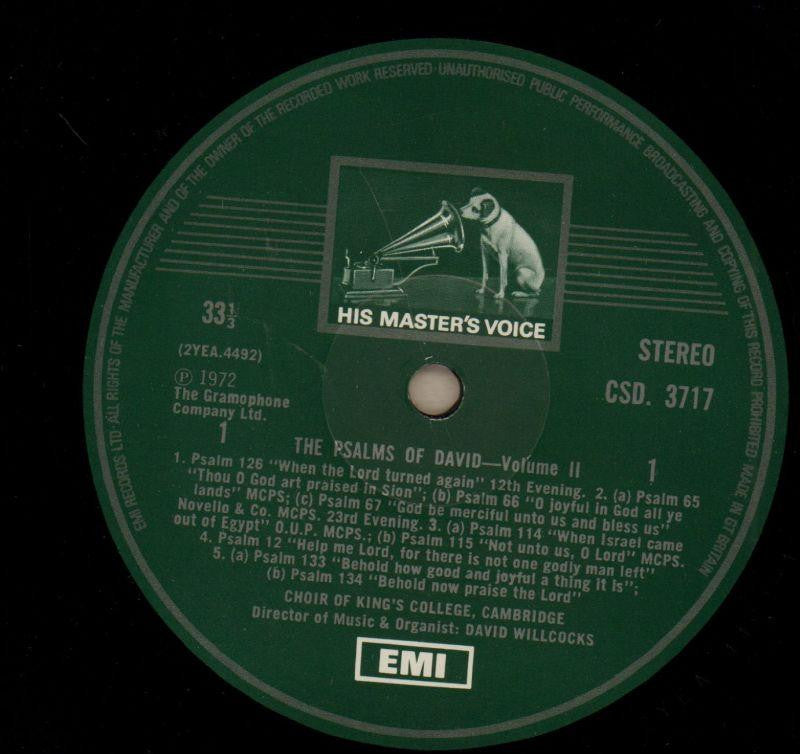 EMI RECORDS LTD·ALL RIGHTS OF THE MANUFACTURER AND OF THE OWNER OF THE RECORDED WORK RESERVED·UNAUTHORISED PUBLIC PERFORMANCE BROADCASTING AND COPYING OF THIS RECORD PROHIBITED MADE IN GT BRITAIN
HIS MASTER'S VOICE
33 1/3
(2YEA.4492)
STEREO
Ⓟ 1972
The Gramophone
Company Ltd.
CSD. 3717
1
1
THE PSALMS OF DAVID—Volume II
1. Psalm 126 "When the Lord turned again" 12th Evening. 2. (a) Psalm 65
"Thou O God art praised in Sion"; (b) Psalm 66 "O joyful in God all ye
lands" MCPS; (c) Psalm 67 "God be merciful unto us and bless us",
Novello & Co. MCPS. 23rd Evening. 3. (a) Psalm 114 "When Israel came
out of Egypt" O.U.P. MCPS.; (b) Psalm 115 "Not unto us, O Lord" MCPS.
4. Psalm 12 "Help me Lord, for there is not one godly man left"
5. (a) Psalm 133 "Behold how good and joyful a thing it is";
(b) Psalm 134 "Behold now praise the Lord"
CHOIR OF KING'S COLLEGE, CAMBRIDGE
Director of Music & Organist: DAVID WILLCOCKS
EMI